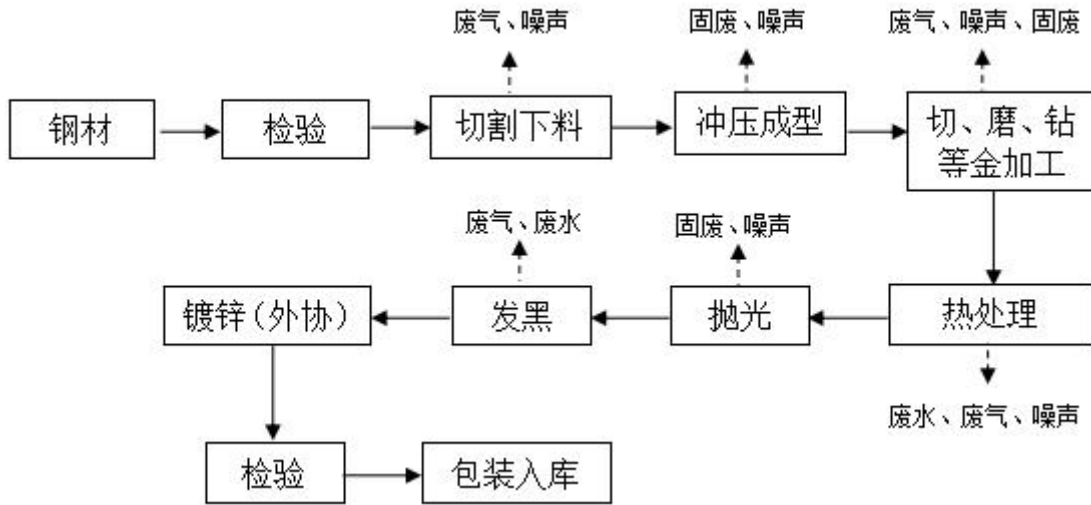 废气、噪声
固废、噪声
废气、噪声、固废
钢材
检验
切割下料
冲压成型
切、磨、钻
等金加工
废气、废水
固废、噪声
镀锌(外协)
发黑
抛光
热处理
废水、废气、噪声
检验
包装入库